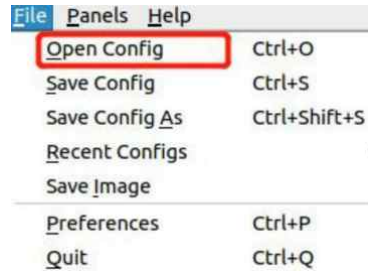 File Panels Help
Open Config Ctrl+O
Save Config Ctrl+S
Save Config As Ctrl+Shift+S
Recent Configs
Save Image
Preferences Ctrl+P
Quit Ctrl+Q